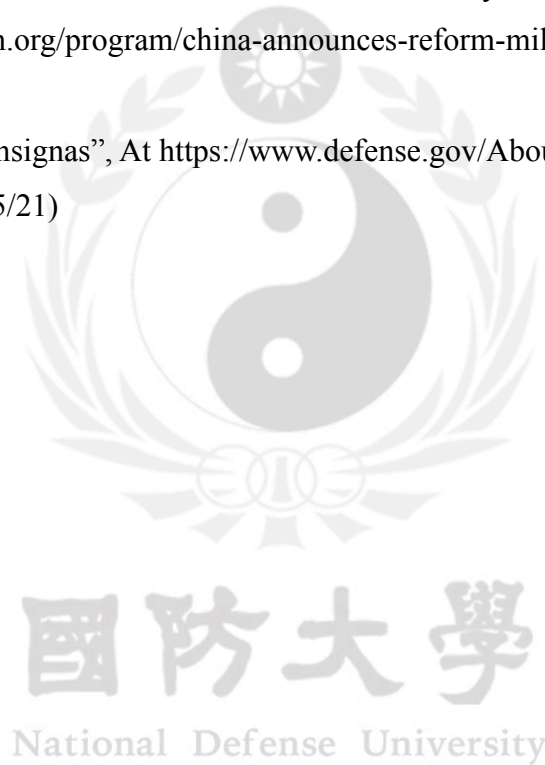 n.org/program/china-announces-reform-mil
nsignas”, At https://www.defense.gov/Abou
5/21)
國防大學
National Defense University